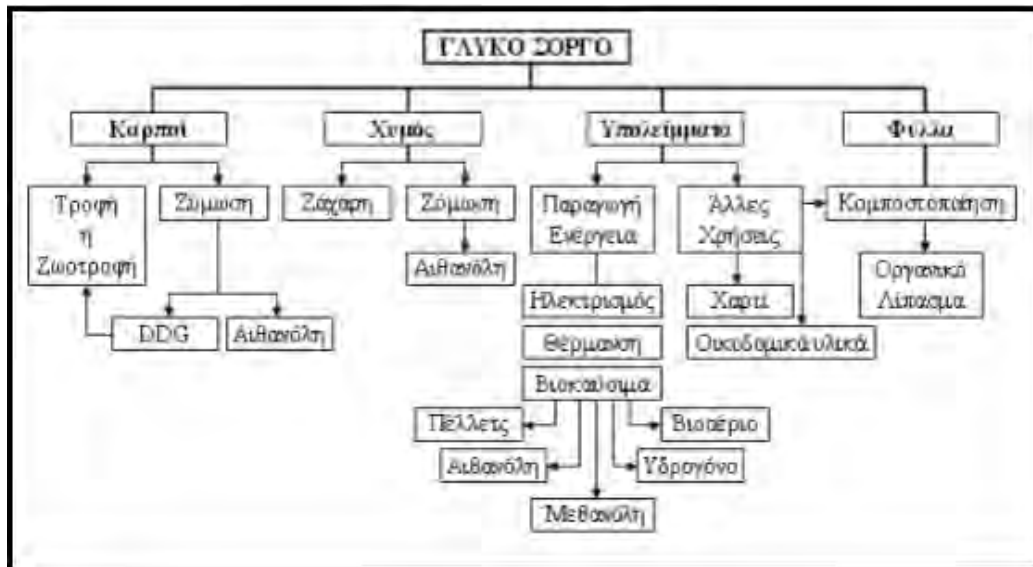 ΓΛΥΚΟ ΣΟΡΓΟ
Καρποί
Χυμός
Υπολείμματα
Φύλλα
Τροφή
ή
Ζωοτροφή
Ζύμωση
Ζάχαρη
Ζύμωση
Παραγωγή
Ενέργεια
Άλλες
Χρήσεις
Κομποστοποίηση
Αιθανόλη
Οργανικό
Λίπασμα
Ηλεκτρισμός
Χαρτί
DDG
Αιθανόλη
Θέρμανση
Οικοδομικά υλικά
Βιοκαύσιμα
Πέλλετς
Βιοαέριο
Αιθανόλη
Υδρογόνο
Μεθανόλη